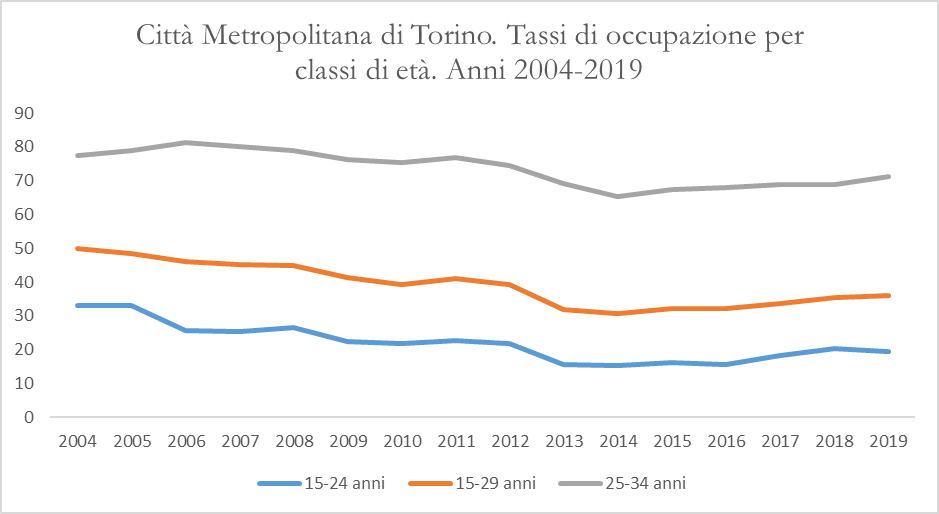 Città Metropolitana di Torino. Tassi di occupazione per
classi di età. Anni 2004-2019
90
80
70
60
50
40
30
20
10
0
2004 2005 2006 2007 2008 2009 2010 2011 2012 2013 2014 2015 2016 2017 2018 2019
15-24 anni 15-29 anni 25-34 anni